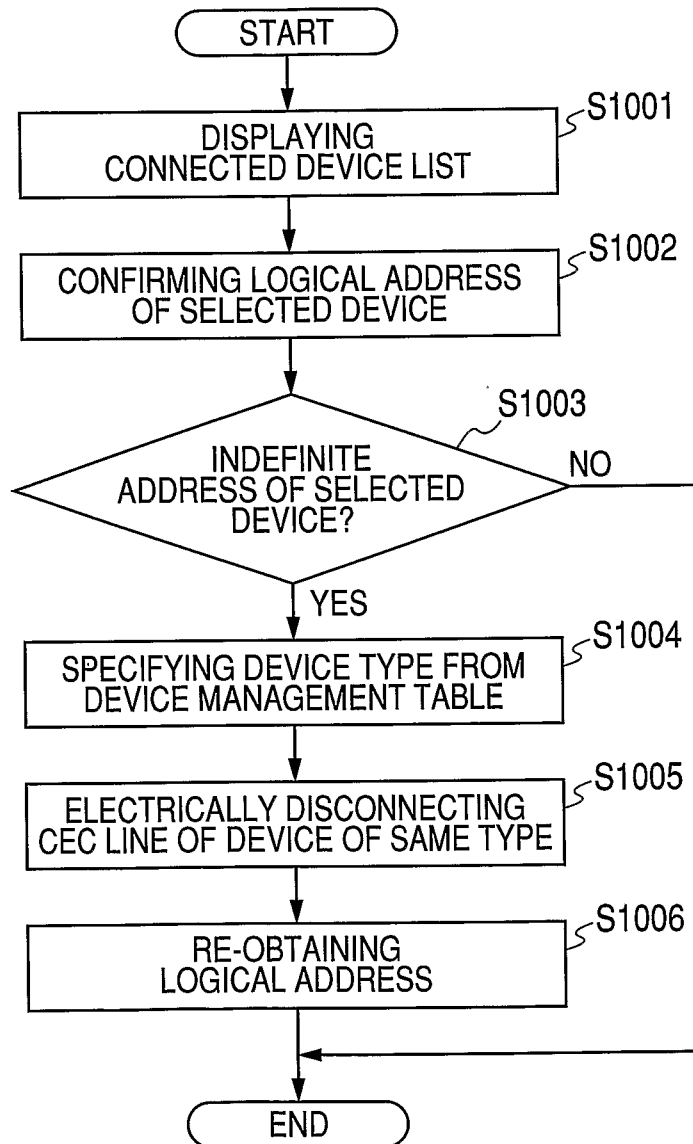 START
S1001
DISPLAYING
CONNECTED DEVICE LIST
S1002
CONFIRMING LOGICAL ADDRESS
OF SELECTED DEVICE
S1003
INDEFINITE
ADDRESS OF SELECTED
DEVICE?
NO
YES
S1004
SPECIFYING DEVICE TYPE FROM
DEVICE MANAGEMENT TABLE
S1005
ELECTRICALLY DISCONNECTING
CEC LINE OF DEVICE OF SAME TYPE
S1006
RE-OBTAINING
LOGICAL ADDRESS
END